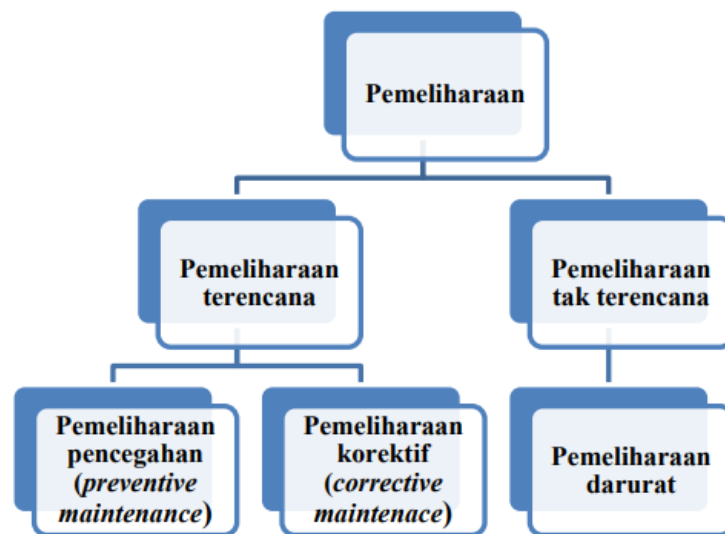 Pemeliharaan
Pemeliharaan
terencana
Pemeliharaan
tak terencana
Pemeliharaan
pencegahan
(preventive
maintenance)
Pemeliharaan
korektif
(corrective
maintenace)
Pemeliharaan
darurat